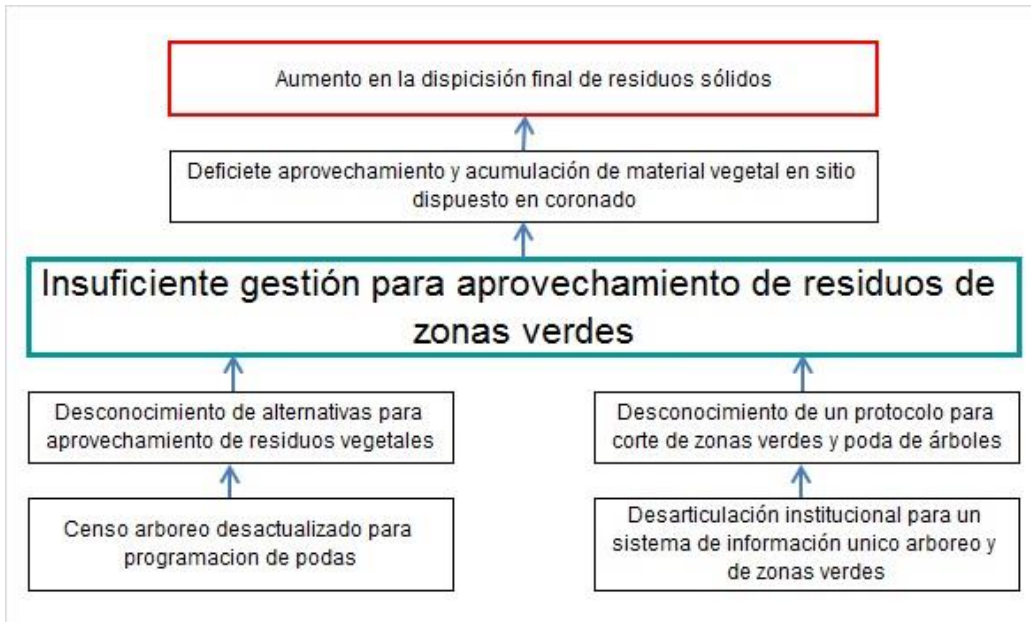 Aumento en la dispicisión final de residuos sólidos
Deficiete aprovechamiento y acumulación de material vegetal en sitio
dispuesto en coronado
Insuficiente gestión para aprovechamiento de residuos de
zonas verdes
Desconocimiento de alternativas para
aprovechamiento de residuos vegetales
Desconocimiento de un protocolo para
corte de zonas verdes y poda de árboles
Censo arboreo desactualizado para
programacion de podas
Desarticulación institucional para un
sistema de información unico arboreo y
de zonas verdes